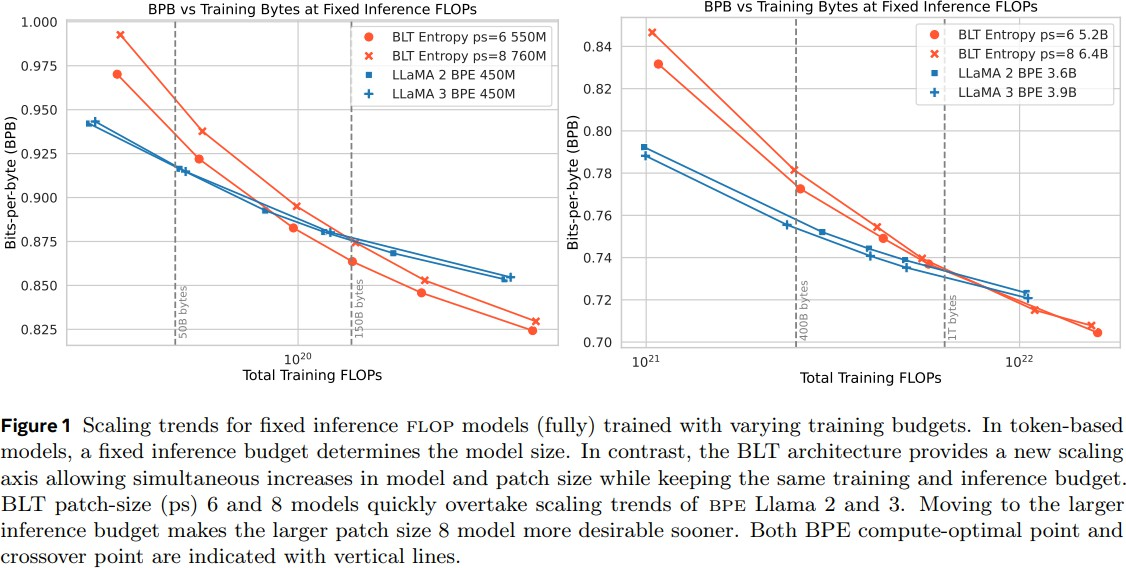 BPB vs Training Bytes at Fixed Inference FLOPs
1.000
0.975
0.950
0.925
0.900
0.875
0.850
0.825
Bits-per-byte (BPB)
BLT Entropy ps=6 550M
BLT Entropy ps=8 760M
LLaMA 2 BPE 450M
LLaMA 3 BPE 450M
50B bytes
150B bytes
10²⁰
Total Training FLOPs
BPB vs Training Bytes at Fixed Inference FLOPs
0.84
0.82
0.80
0.78
0.76
0.74
0.72
0.70
Bits-per-byte (BPB)
BLT Entropy ps=6 5.2B
BLT Entropy ps=8 6.4B
LLaMA 2 BPE 3.6B
LLaMA 3 BPE 3.9B
400B bytes
1T bytes
10²¹
10²²
Total Training FLOPs
Figure 1 Scaling trends for fixed inference FLOP models (fully) trained with varying training budgets. In token-based
models, a fixed inference budget determines the model size. In contrast, the BLT architecture provides a new scaling
axis allowing simultaneous increases in model and patch size while keeping the same training and inference budget.
BLT patch-size (ps) 6 and 8 models quickly overtake scaling trends of BPE Llama 2 and 3. Moving to the larger
inference budget makes the larger patch size 8 model more desirable sooner. Both BPE compute-optimal point and
crossover point are indicated with vertical lines.